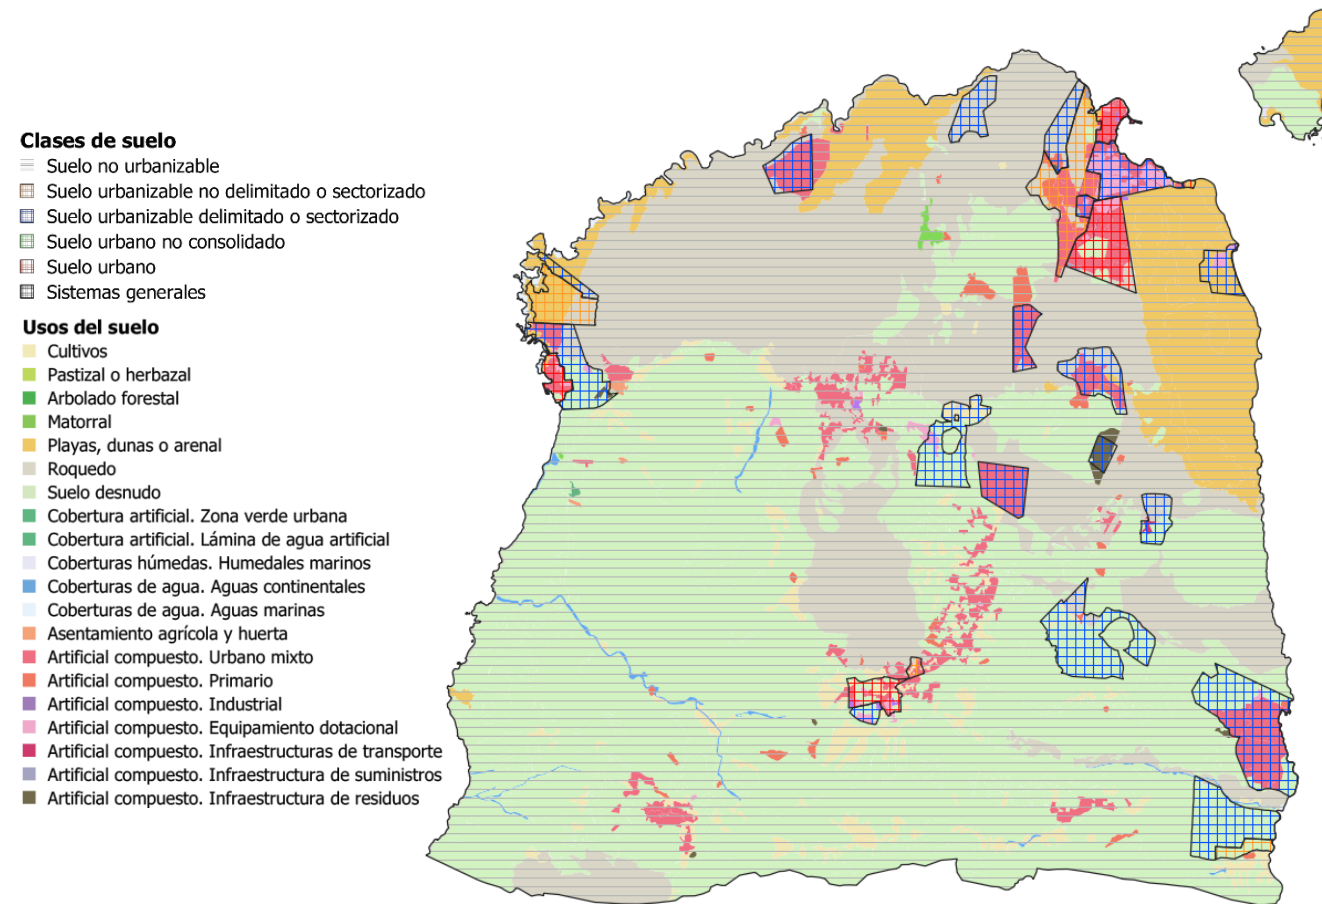 Clases de suelo
Suelo no urbanizable
Suelo urbanizable no delimitado o sectorizado
Suelo urbanizable delimitado o sectorizado
Suelo urbano no consolidado
Suelo urbano
Sistemas generales
Usos del suelo
Cultivos
Pastizal o herbazal
Arbolado forestal
Matorral
Playas, dunas o arenal
Roquedo
Suelo desnudo
Cobertura artificial. Zona verde urbana
Cobertura artificial. Lámina de agua artificial
Coberturas húmedas. Humedales marinos
Coberturas de agua. Aguas continentales
Coberturas de agua. Aguas marinas
Asentamiento agrícola y huerta
Artificial compuesto. Urbano mixto
Artificial compuesto. Primario
Artificial compuesto. Industrial
Artificial compuesto. Equipamiento dotacional
Artificial compuesto. Infraestructuras de transporte
Artificial compuesto. Infraestructura de suministros
Artificial compuesto. Infraestructura de residuos